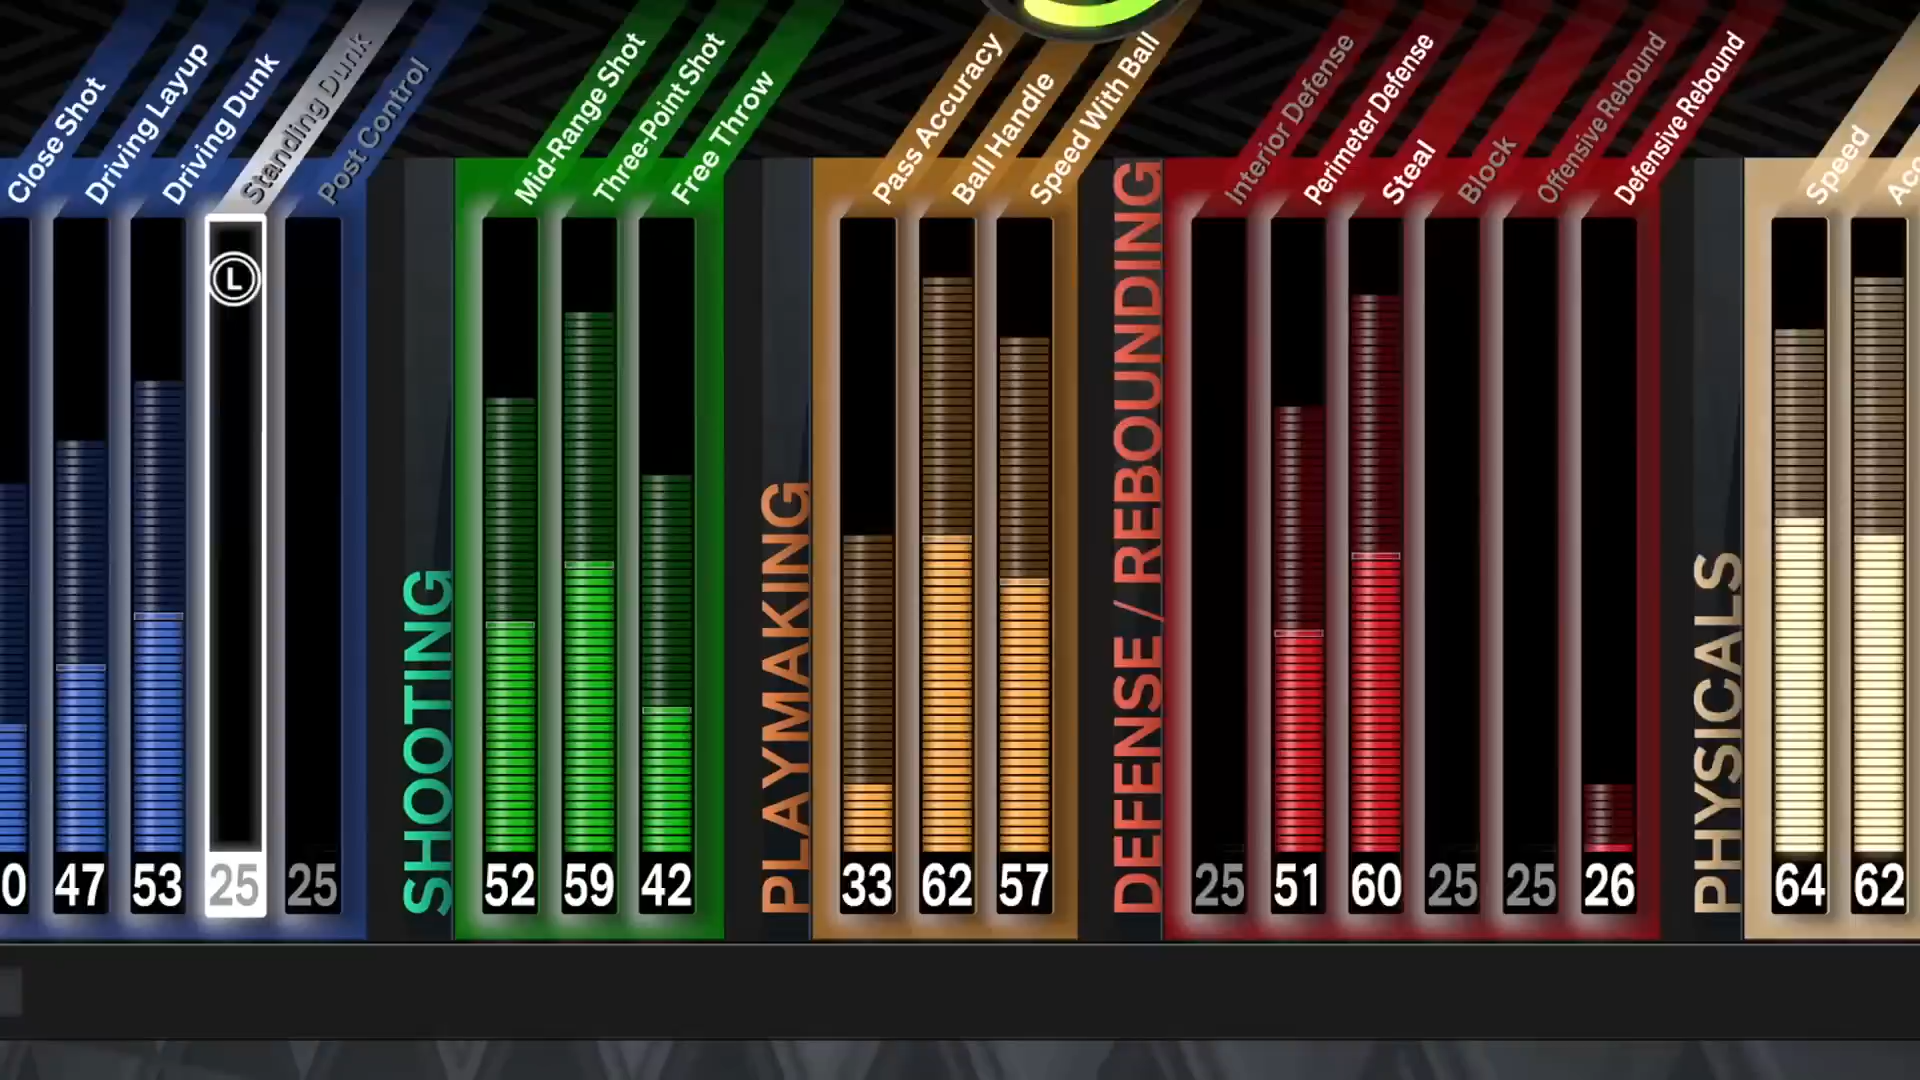 Close Shot
Driving Layup
Driving Dunk
Standing Dunk
Post Control
Mid-Range Shot
Three-Point Shot
Free Throw
Pass Accuracy
Ball Handle
Speed With Ball
Interior Defense
Perimeter Defense
Steal
Block
Offensive Rebound
Defensive Rebound
Speed
Acc
L
SHOOTING
PLAYMAKING
DEFENSE / REBOUNDING
PHYSICALS
0 47 53 25 25 52 59 42 33 62 57 25 51 60 25 25 26 64 62